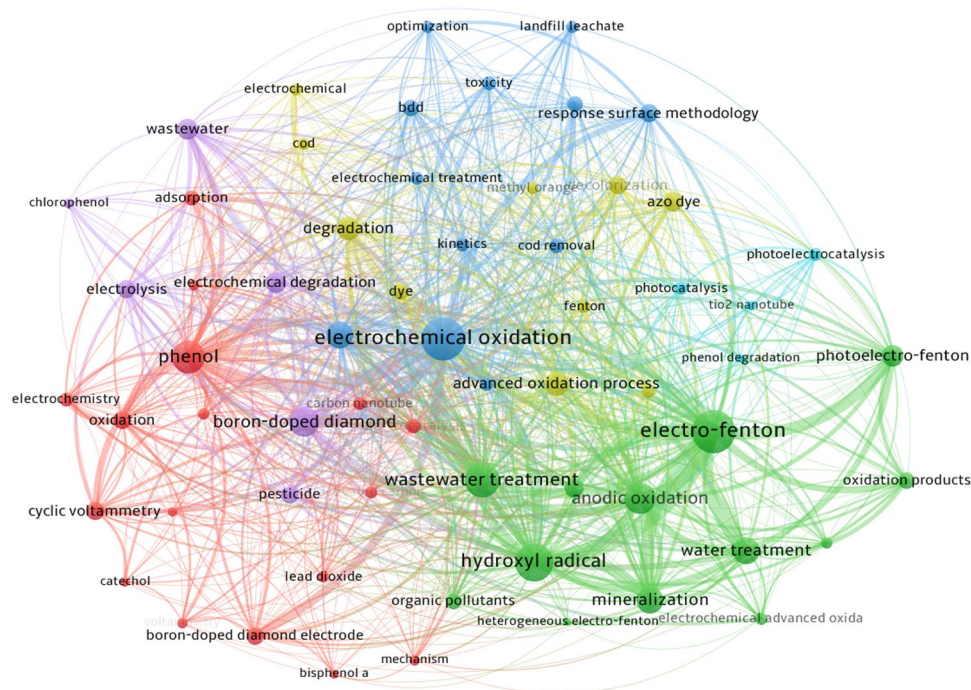 optimization
landfill leachate
electrochemical
toxicity
bdd
response surface methodology
wastewater
cod
electrochemical treatment
methyl orange
decolorization
adsorption
chlorophenol
azo dye
degradation
kinetics
cod removal
photoelectrocatalysis
electrochemical degradation
electrolysis
dye
photocatalysis
tio2 nanotube
fenton
electrochemical oxidation
phenol
phenol degradation
photoelectro-fenton
advanced oxidation process
electrochemistry
carbon nanotube
oxidation
boron-doped diamond
electro-fenton
wastewater treatment
oxidation products
pesticide
anodic oxidation
cyclic voltammetry
water treatment
hydroxyl radical
lead dioxide
catechol
organic pollutants
mineralization
heterogeneous electro-fenton
electrochemical advanced oxida
voltammetry
boron-doped diamond electrode
mechanism
bisphenol a